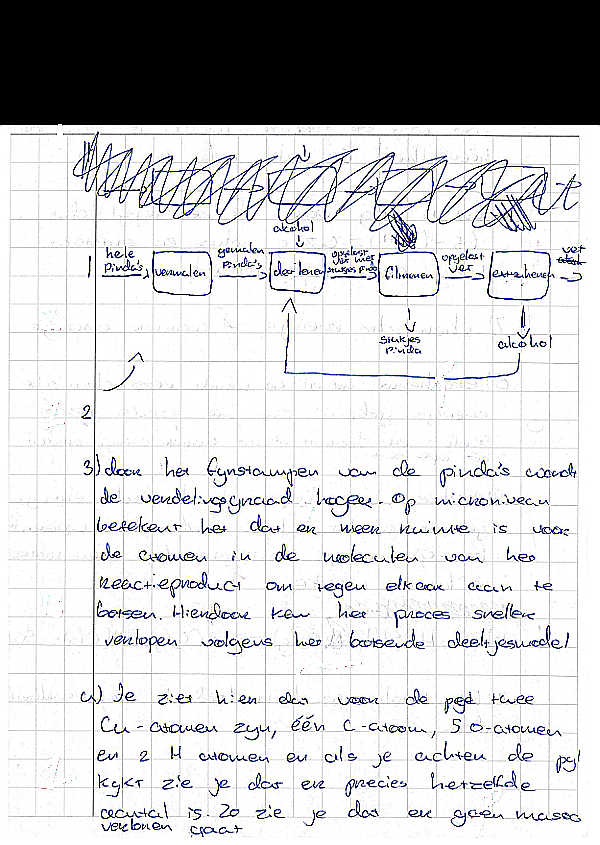 alcohol
hele gemalen opgelost opgelost vet
1 pinda's vermalen pinda's vet met stukjes pinda filtreren vet extraheren
stukjes alcohol
pinda
2
3) door het fijnstampen van de pinda's wordt
de verdelingsgraad hoger. Op microniveau
betekent het dat er meer ruimte is voor
de atomen in de moleculen van het
reactieproduct om tegen elkaar aan te
botsen. Hierdoor kan het proces sneller
verlopen volgens het botsende deeltjesmodel
4) Je ziet hier dat voor de pijl twee
Cu-atomen zijn, één C-atoom, 5 O-atomen
en 2 H atomen en als je achter de pijl
kijkt zie je dat er precies hetzelfde
aantal is. Zo zie je dat er geen massa
verloren gaat